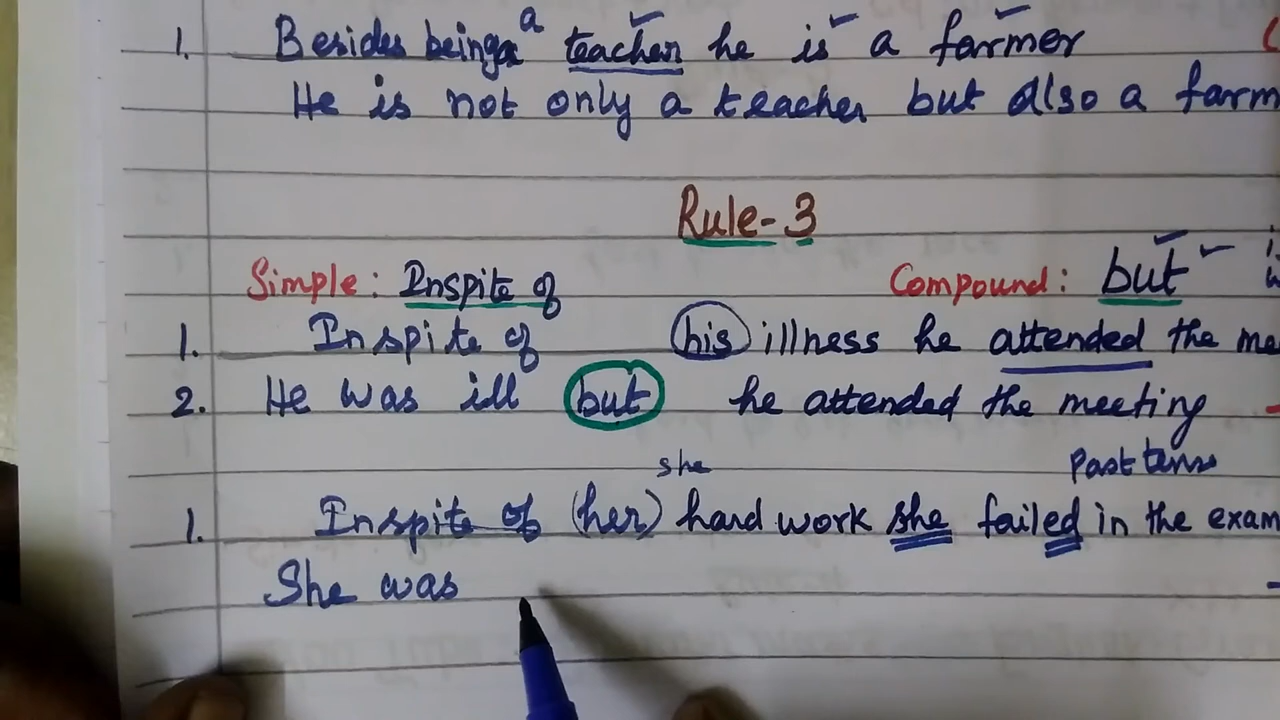 a
1. Besides being a teacher he is a farmer
He is not only a teacher but also a farm
Rule-3
Simple: Inspite of Compound: but
1. Inspite of his illness he attended the me
2. He was ill but he attended the meeting
she Past tens
1. Inspite of (her) hard work she failed in the exam
She was